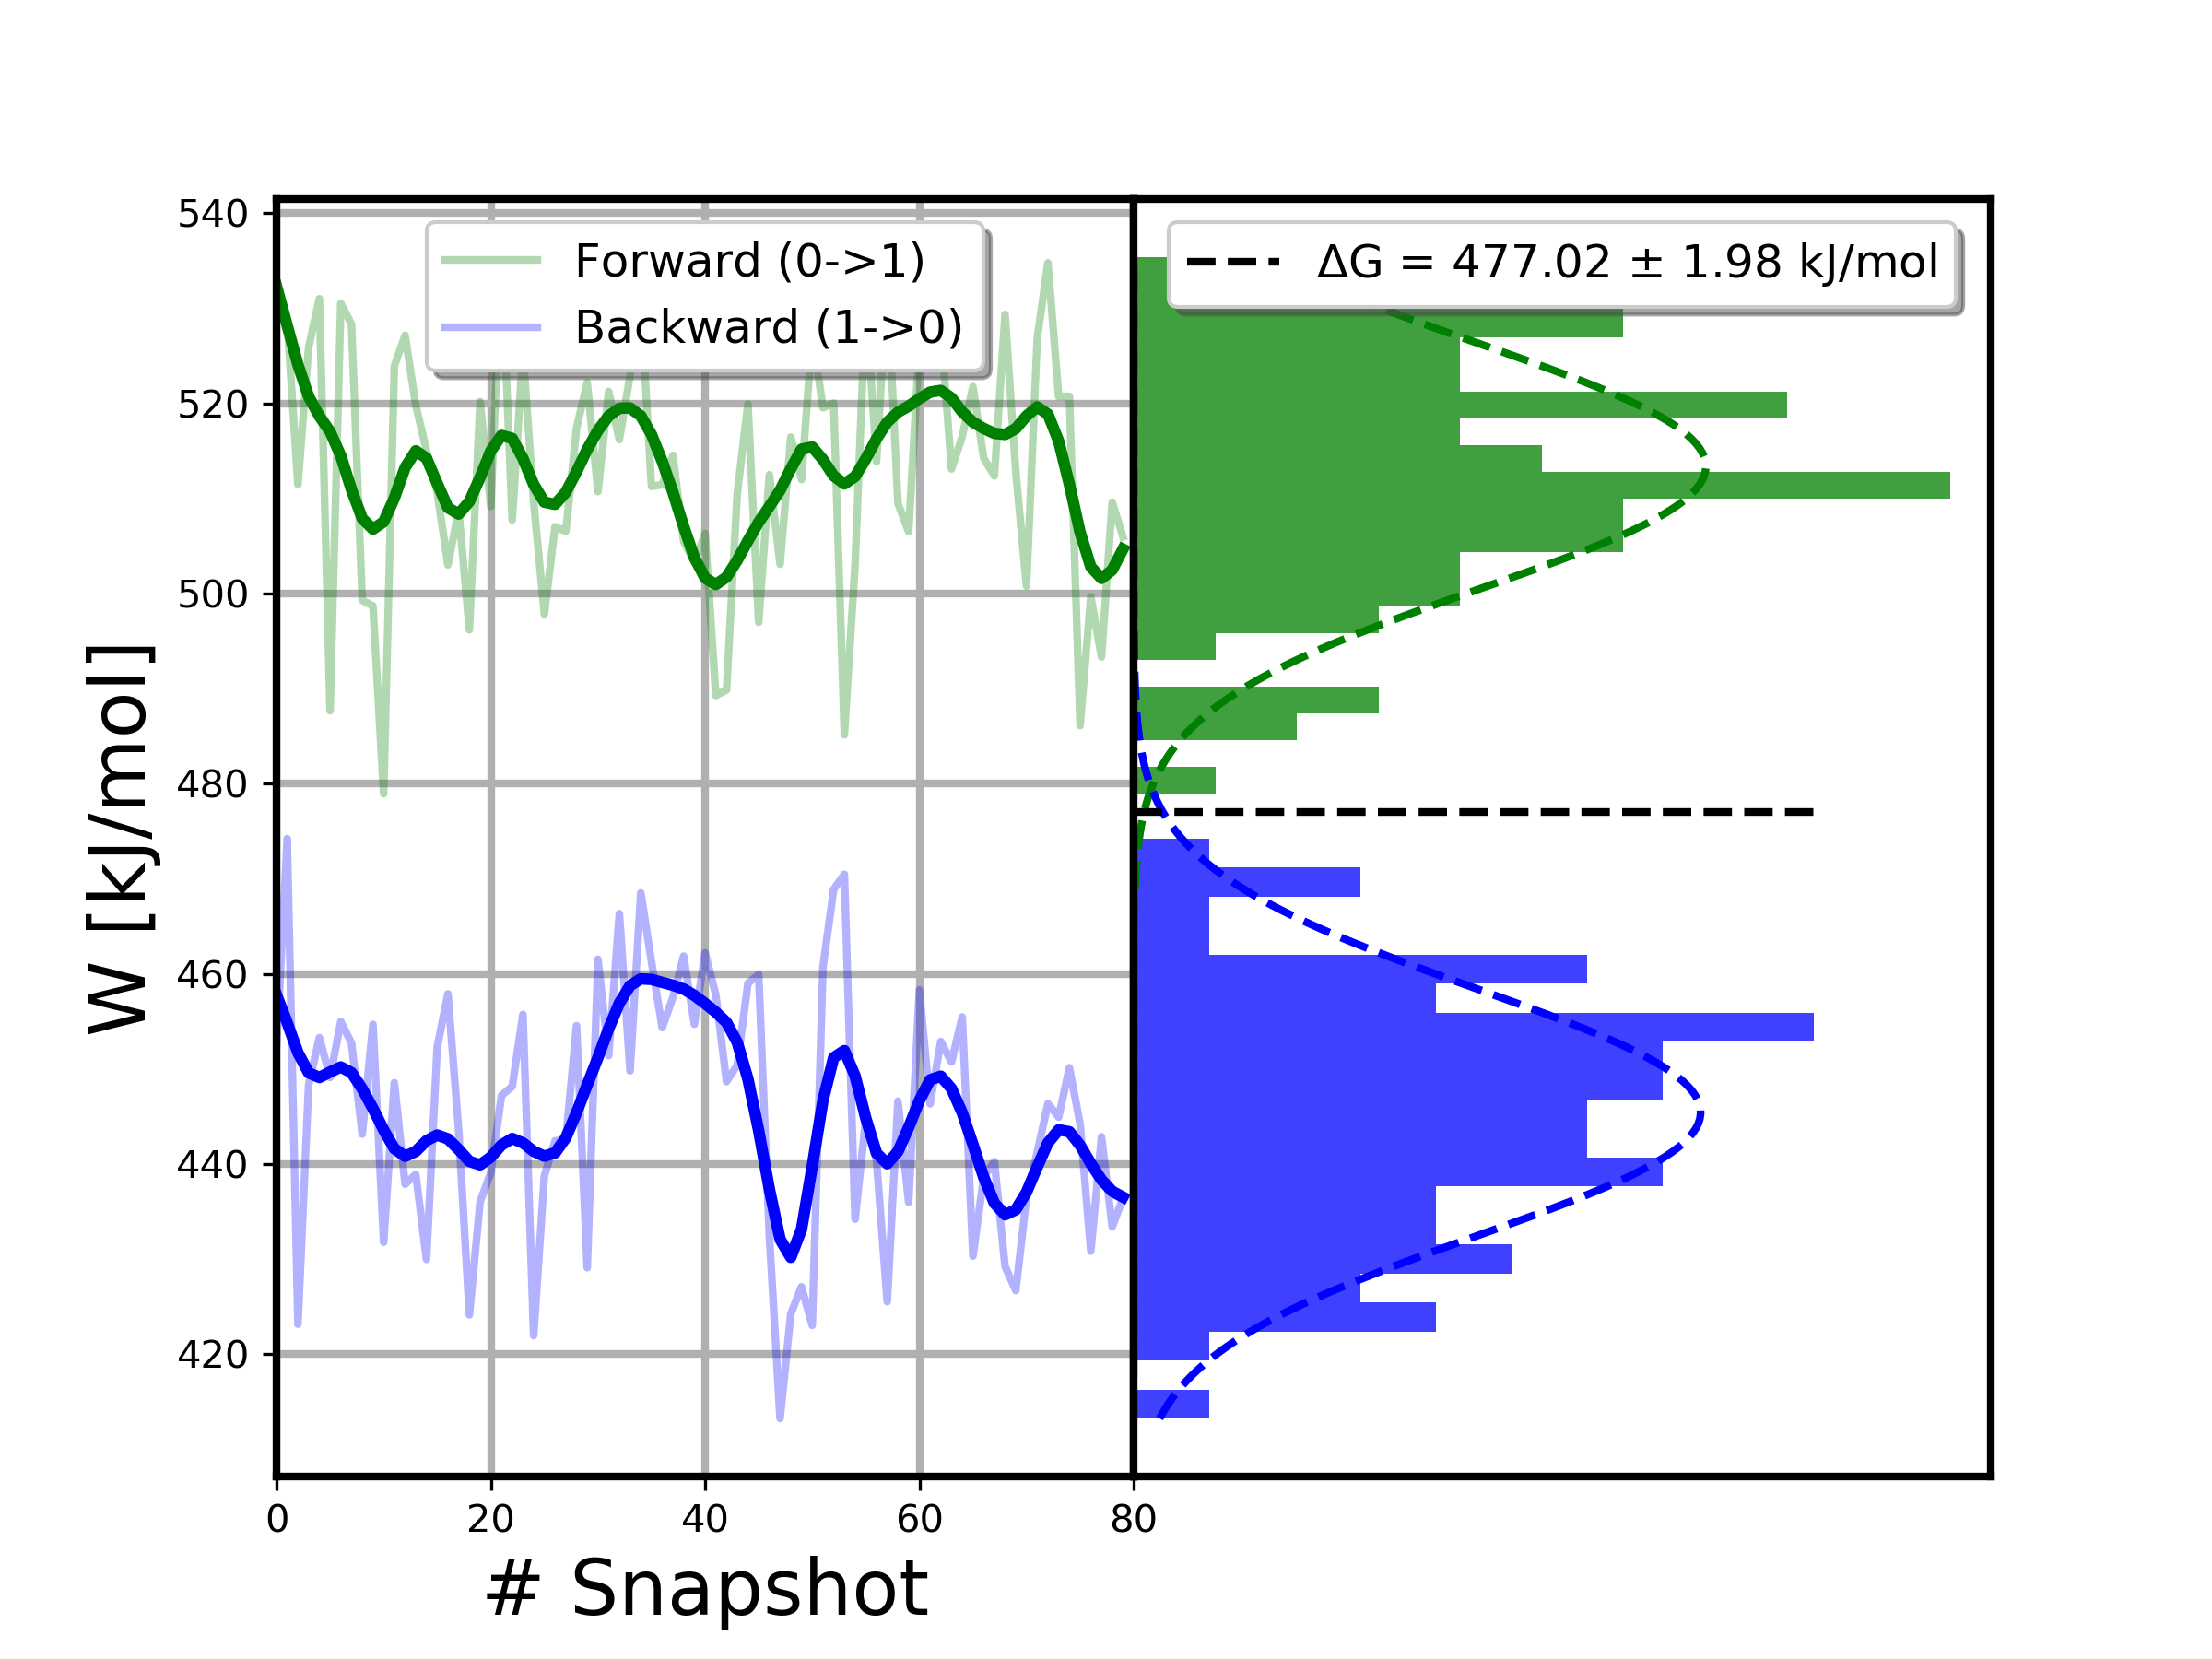 540
520
500
480
460
440
420
W [kJ/mol]
Forward (0->1)
Backward (1->0)
ΔG = 477.02 ± 1.98 kJ/mol
0 20 40 60 80
# Snapshot